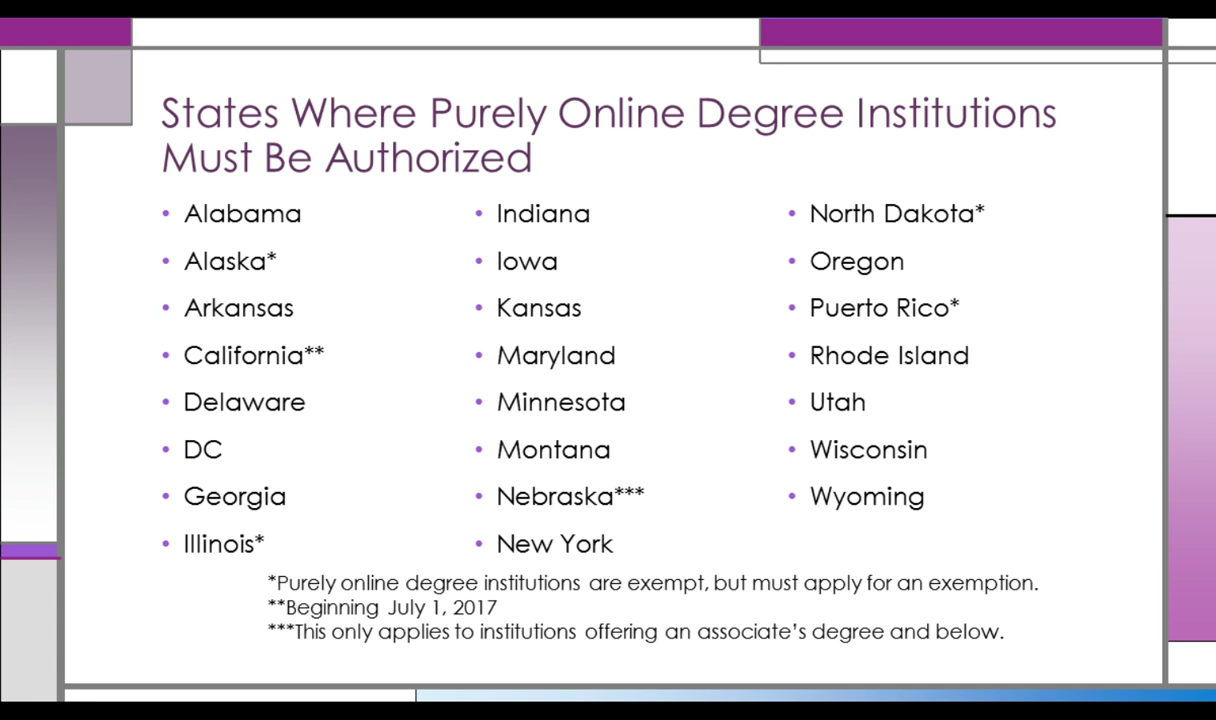 States Where Purely Online Degree Institutions
Must Be Authorized
• Alabama
• Alaska*
• Arkansas
• California**
• Delaware
• DC
• Georgia
• Illinois*
• Indiana
• Iowa
• Kansas
• Maryland
• Minnesota
• Montana
• Nebraska***
• New York
• North Dakota*
• Oregon
• Puerto Rico*
• Rhode Island
• Utah
• Wisconsin
• Wyoming
*Purely online degree institutions are exempt, but must apply for an exemption.
**Beginning July 1, 2017
***This only applies to institutions offering an associate’s degree and below.